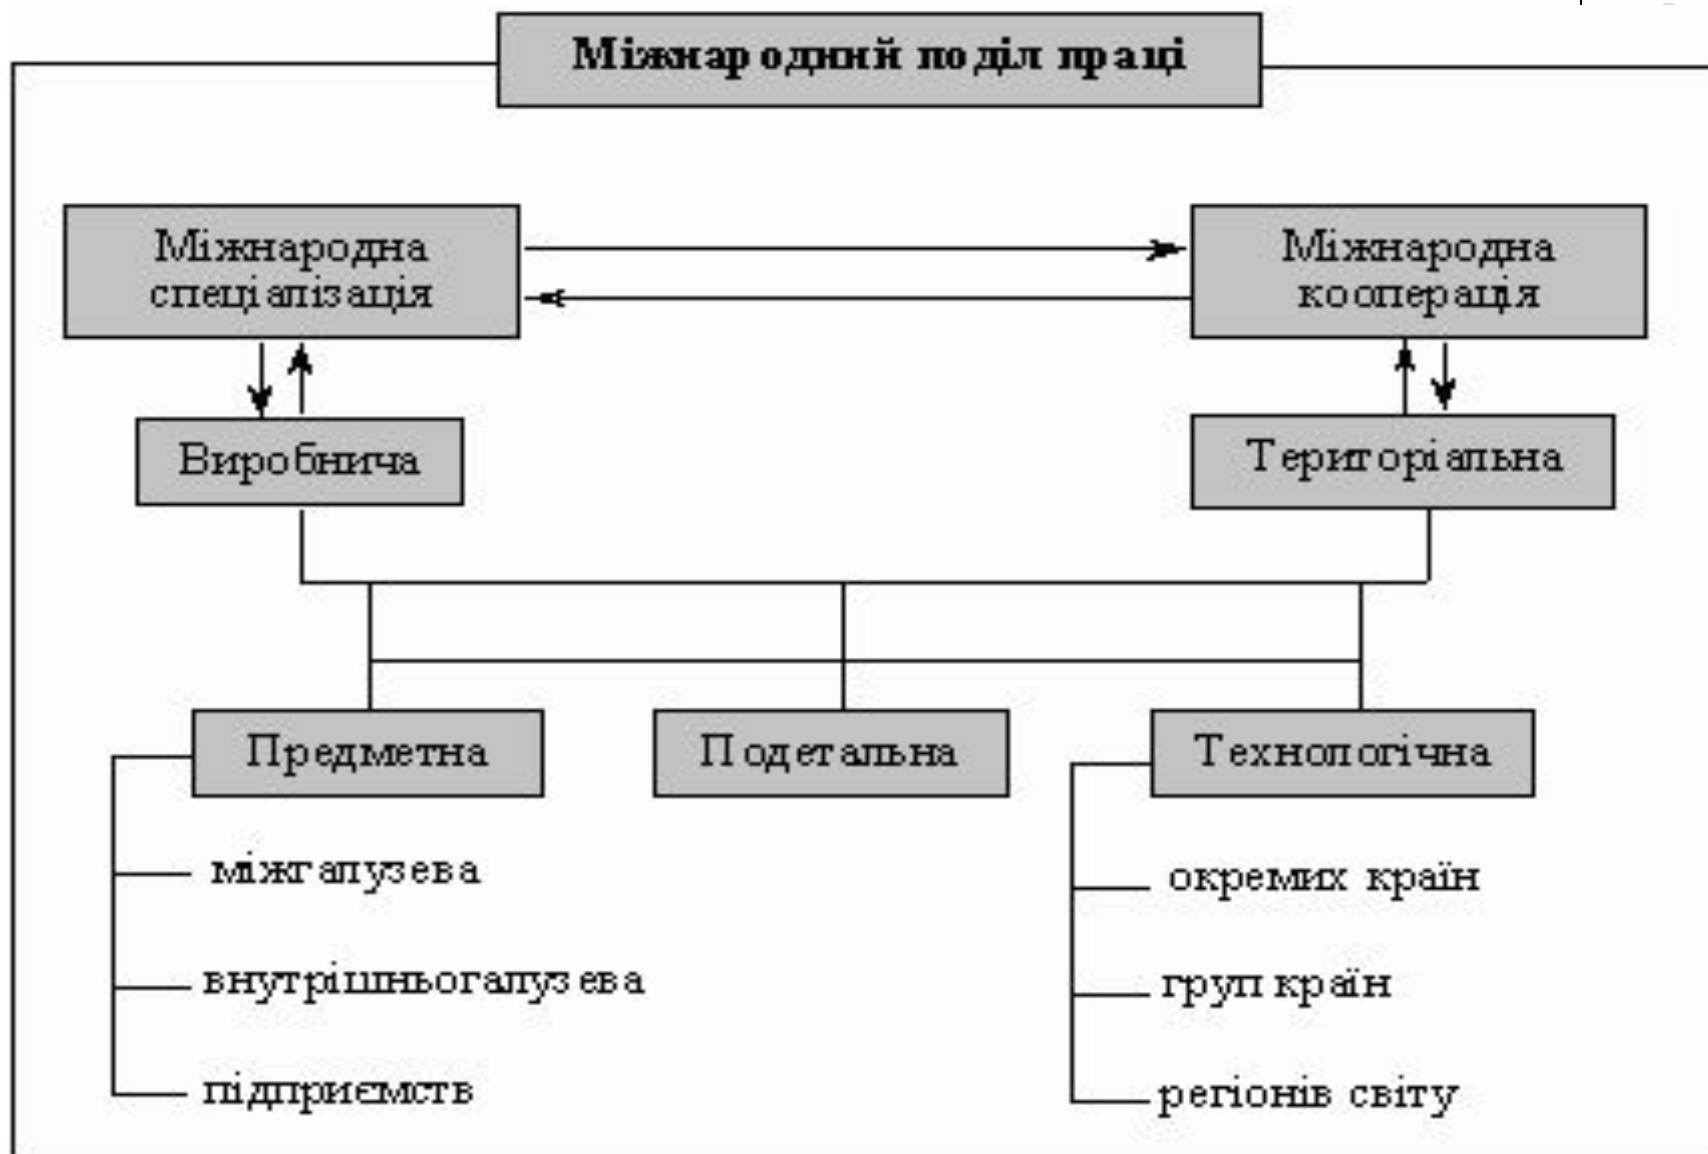 Міжнародний поділ праці
Міжнародна
спеціалізація
Міжнародна
кооперація
Виробнича
Територіальна
Предметна
Подетальна
Технологічна
міжгалузева
внутрішньогалузева
підприємств
окремих країн
груп країн
регіонів світу